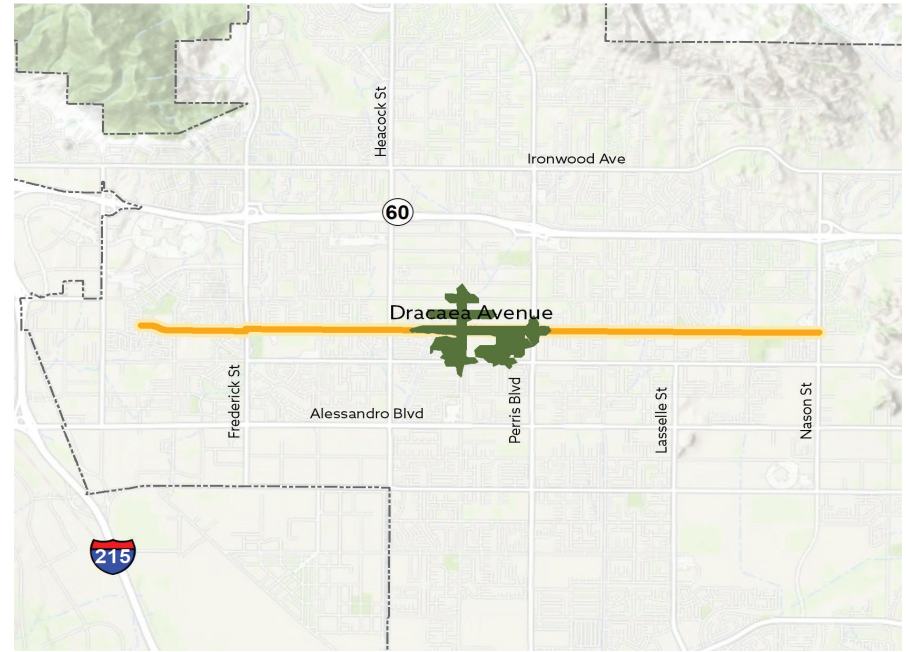 Heacock St
Ironwood Ave
60
Dracaea Avenue
Frederick St
Alessandro Blvd
Perris Blvd
Lasselle St
Nason St
215